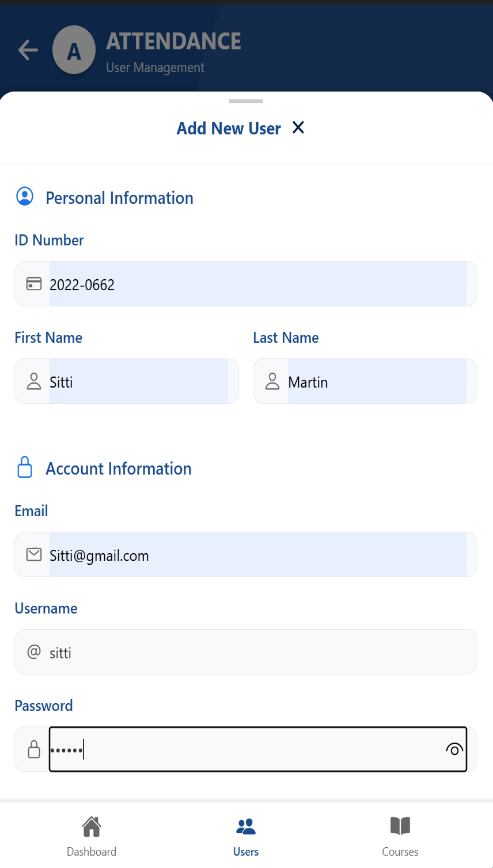 A
ATTENDANCE
User Management
Add New User
Personal Information
ID Number
2022-0662
First Name Last Name
Sitti Martin
Account Information
Email
Sitti@gmail.com
Username
@ sitti
Password
••••••
Dashboard Users Courses